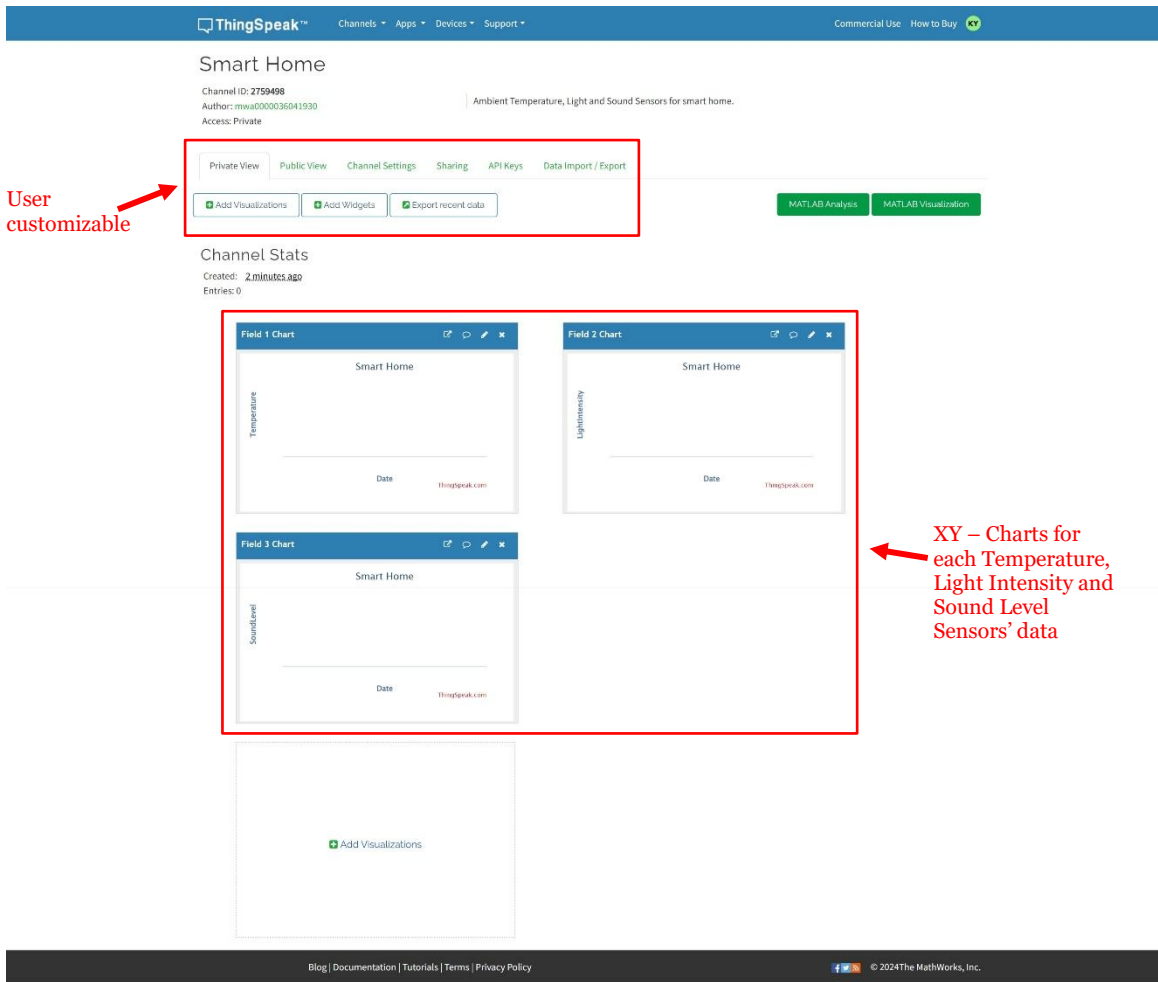 ThingSpeak™ Channels Apps Devices Support Commercial Use How to Buy KY
Smart Home
Channel ID: 2759498
Author: mwa0000036041930
Access: Private
Ambient Temperature, Light and Sound Sensors for smart home.
Private View Public View Channel Settings Sharing API Keys Data Import / Export
User
customizable
Add Visualizations Add Widgets Export recent data MATLAB Analysis MATLAB Visualization
Channel Stats
Created: 2 minutes ago
Entries: 0
Field 1 Chart
Smart Home
Temperature
Date
ThingSpeak.com
Field 2 Chart
Smart Home
LightIntensity
Date
ThingSpeak.com
Field 3 Chart
Smart Home
SoundLevel
Date
ThingSpeak.com
XY – Charts for
each Temperature,
Light Intensity and
Sound Level
Sensors’ data
Add Visualizations
Blog | Documentation | Tutorials | Terms | Privacy Policy © 2024The MathWorks, Inc.